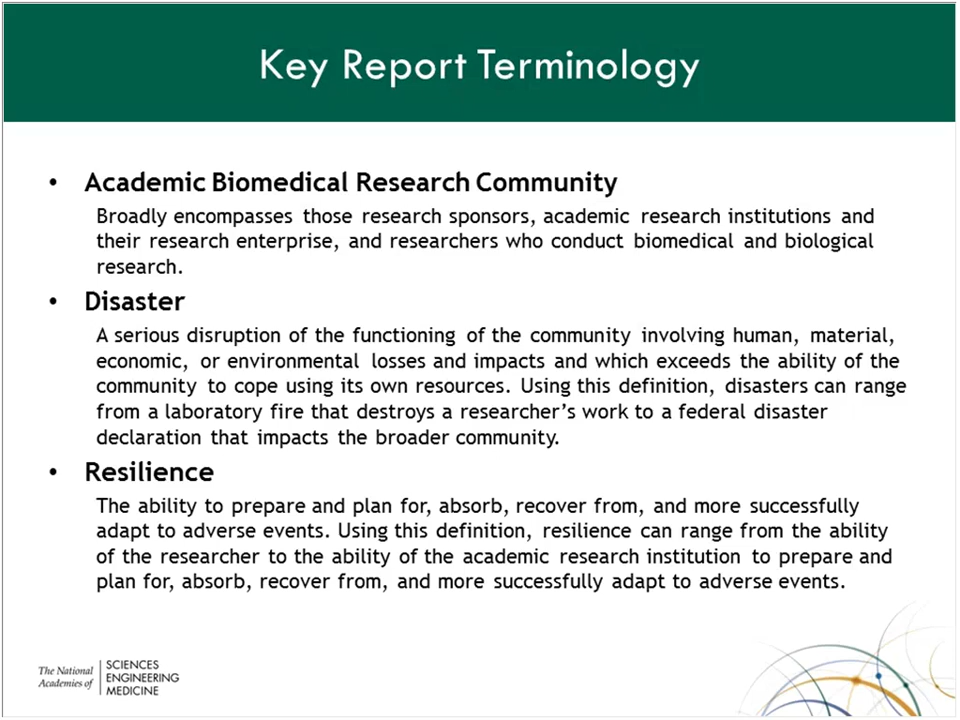 Key Report Terminology
• Academic Biomedical Research Community
Broadly encompasses those research sponsors, academic research institutions and
their research enterprise, and researchers who conduct biomedical and biological
research.
• Disaster
A serious disruption of the functioning of the community involving human, material,
economic, or environmental losses and impacts and which exceeds the ability of the
community to cope using its own resources. Using this definition, disasters can range
from a laboratory fire that destroys a researcher’s work to a federal disaster
declaration that impacts the broader community.
• Resilience
The ability to prepare and plan for, absorb, recover from, and more successfully
adapt to adverse events. Using this definition, resilience can range from the ability
of the researcher to the ability of the academic research institution to prepare and
plan for, absorb, recover from, and more successfully adapt to adverse events.
The National
Academies of
SCIENCES
ENGINEERING
MEDICINE